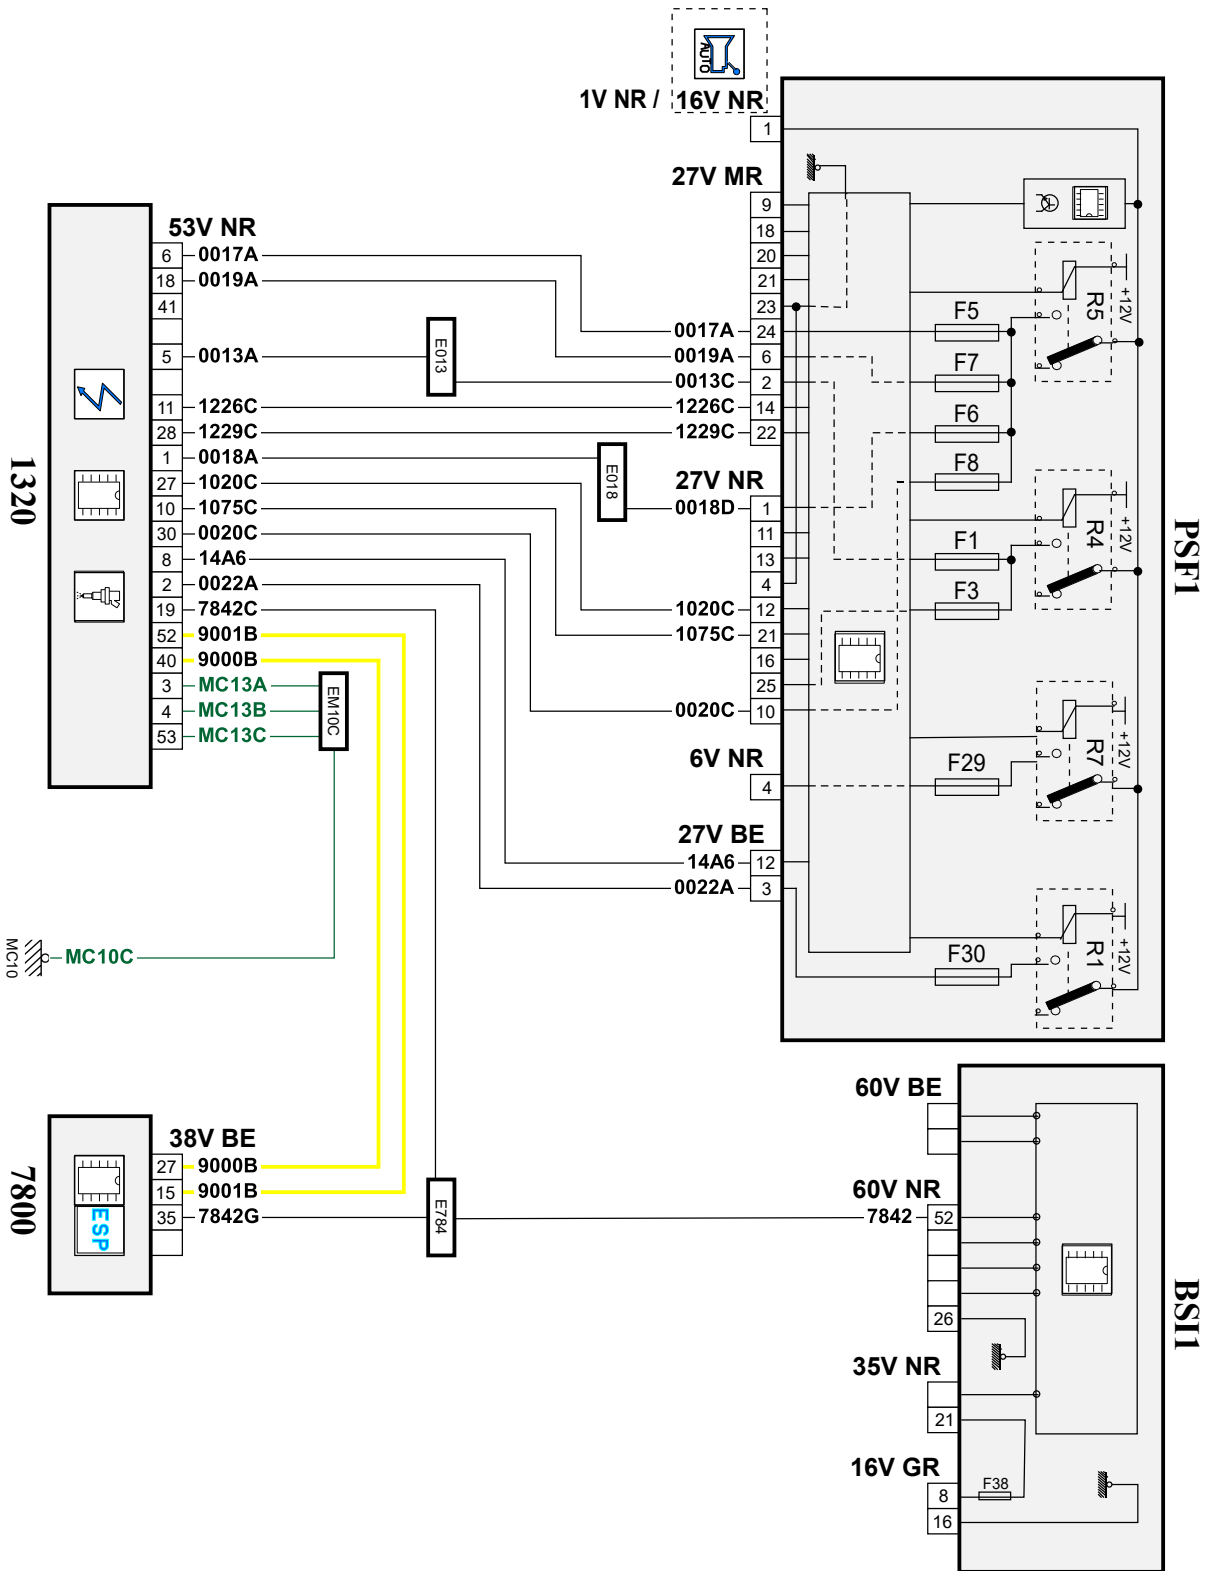 AUTO
1V NR / 16V NR
1
27V MR
9
18
20
21
23
0017A 24
0019A 6
0013C 2
1226C 14
1229C 22
27V NR
0018D 1
11
13
4
1020C 12
1075C 21
16
25
0020C 10
6V NR
4
27V BE
14A6 12
0022A 3
F5
F7
F6
F8
F1
F3
F29
F30
R5
+12V
R4
+12V
R7
+12V
R1
+12V
PSF1
53V NR
6 0017A
18 0019A
41
5 0013A
11 1226C
28 1229C
1 0018A
27 1020C
10 1075C
30 0020C
8 14A6
2 0022A
19 7842C
52 9001B
40 9000B
3 MC13A
4 MC13B
53 MC13C
1320
E013
E018
EM10C
MC10
MC10C
38V BE
27 9000B
15 9001B
35 7842G
ESP
7800
E784
60V BE
60V NR
7842 52
26
35V NR
21
16V GR
8
F38
16
BSI1